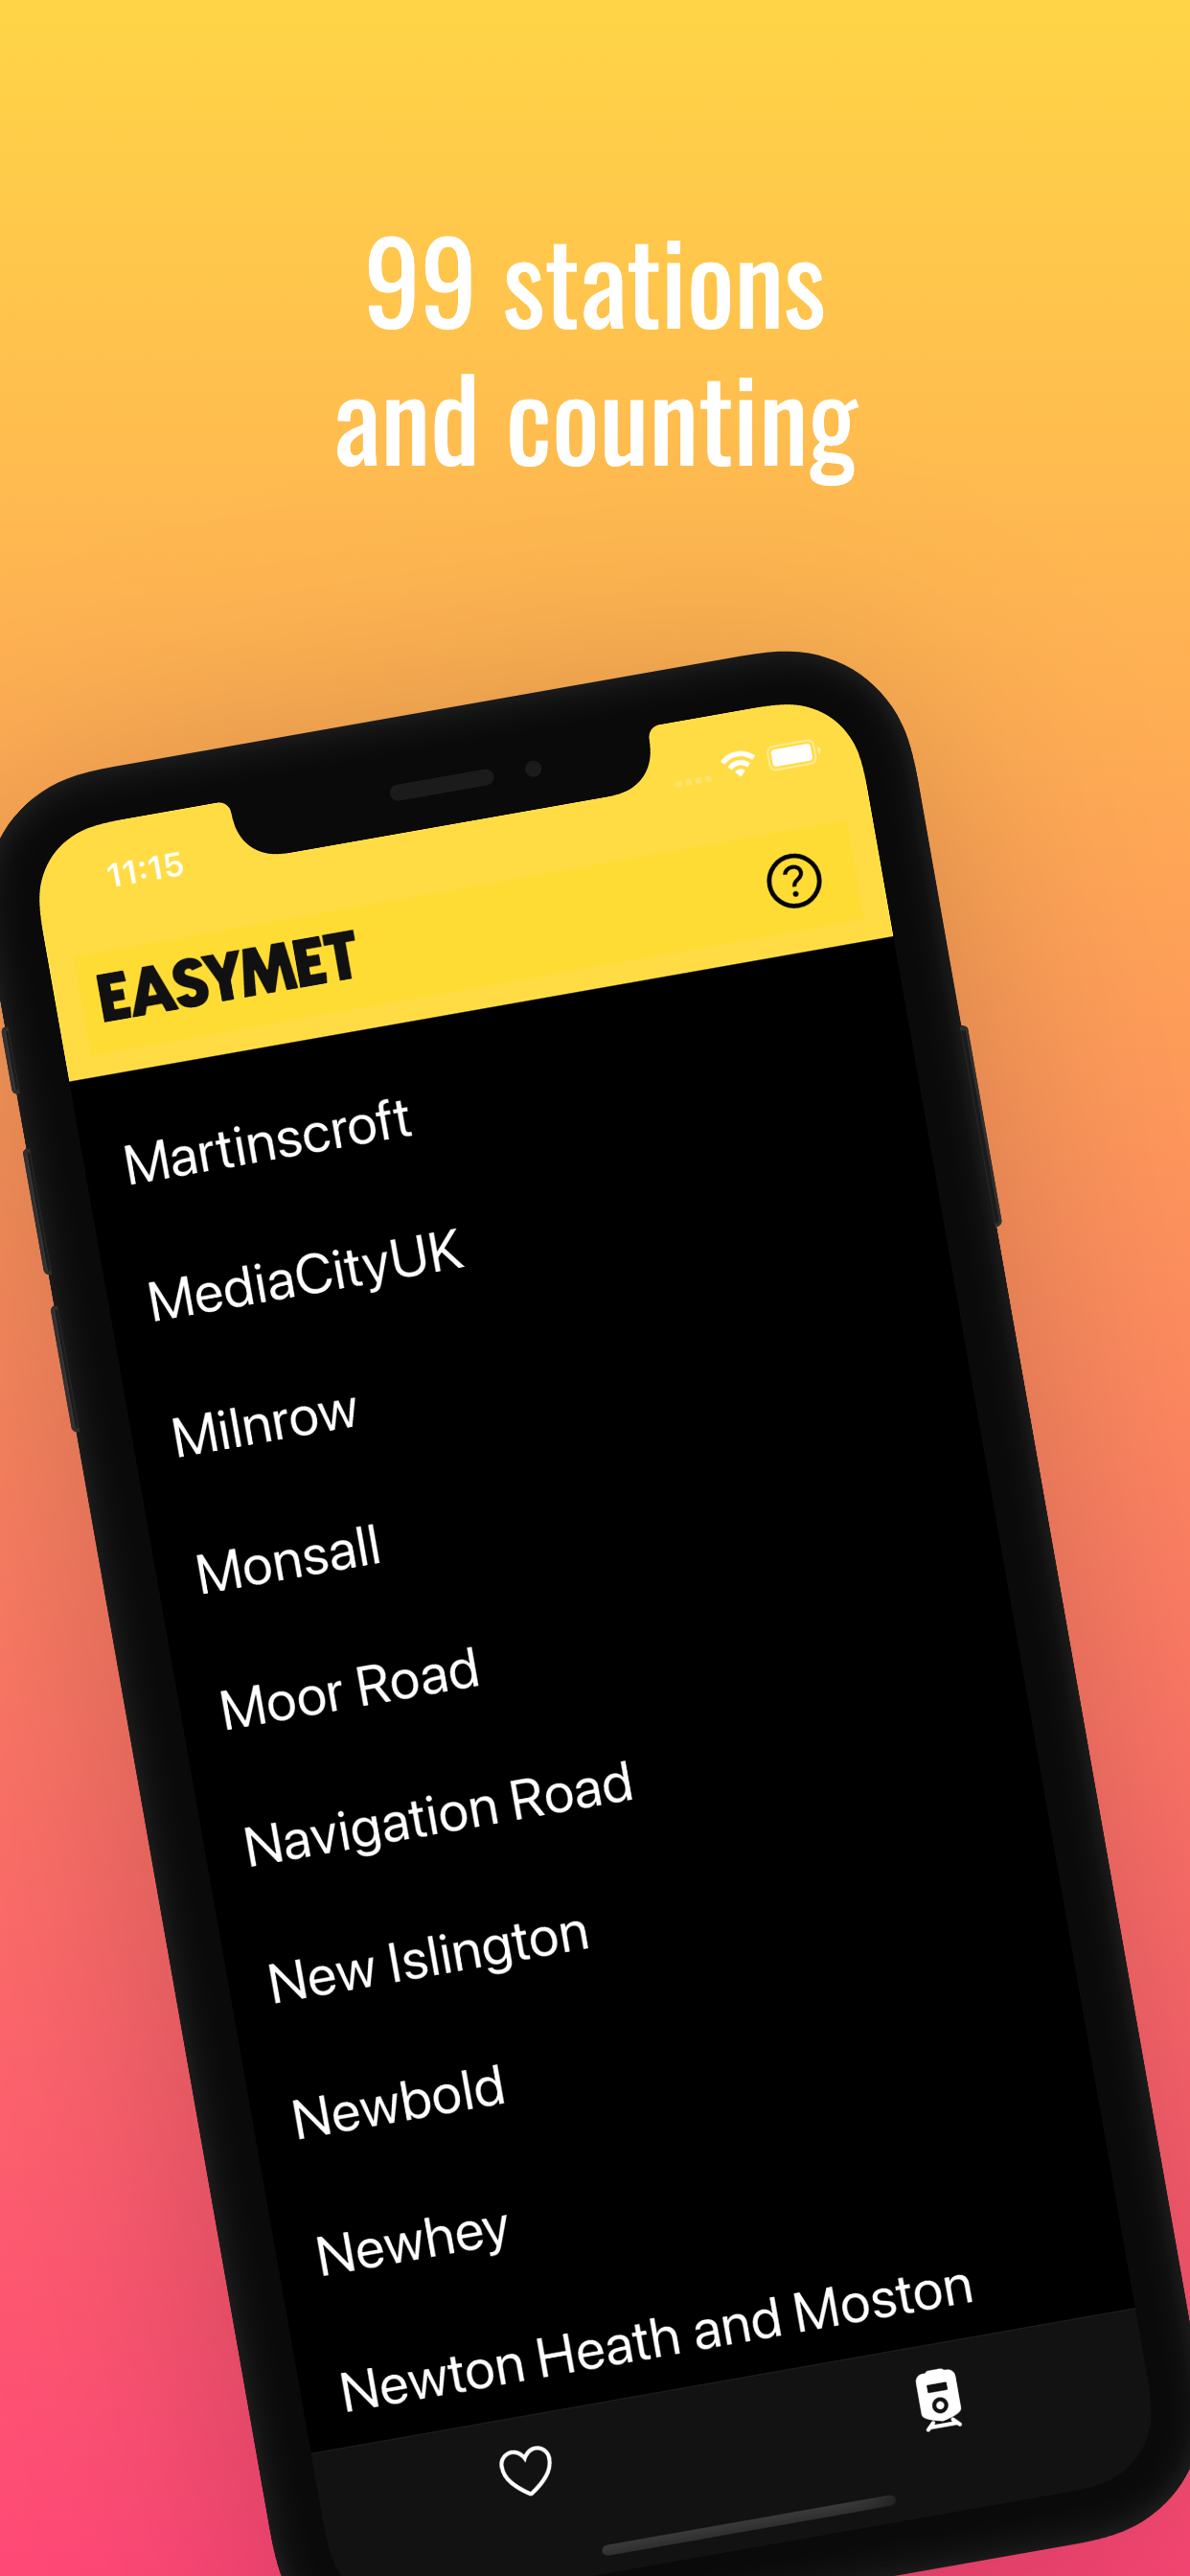 99 stations
and counting
11:15
EASYMET
?
Martinscroft
MediaCityUK
Milnrow
Monsall
Moor Road
Navigation Road
New Islington
Newbold
Newhey
Newton Heath and Moston